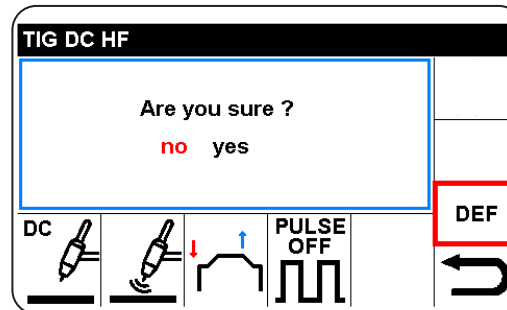 TIG DC HF
Are you sure ?
no yes
DEF
DC
PULSE
OFF